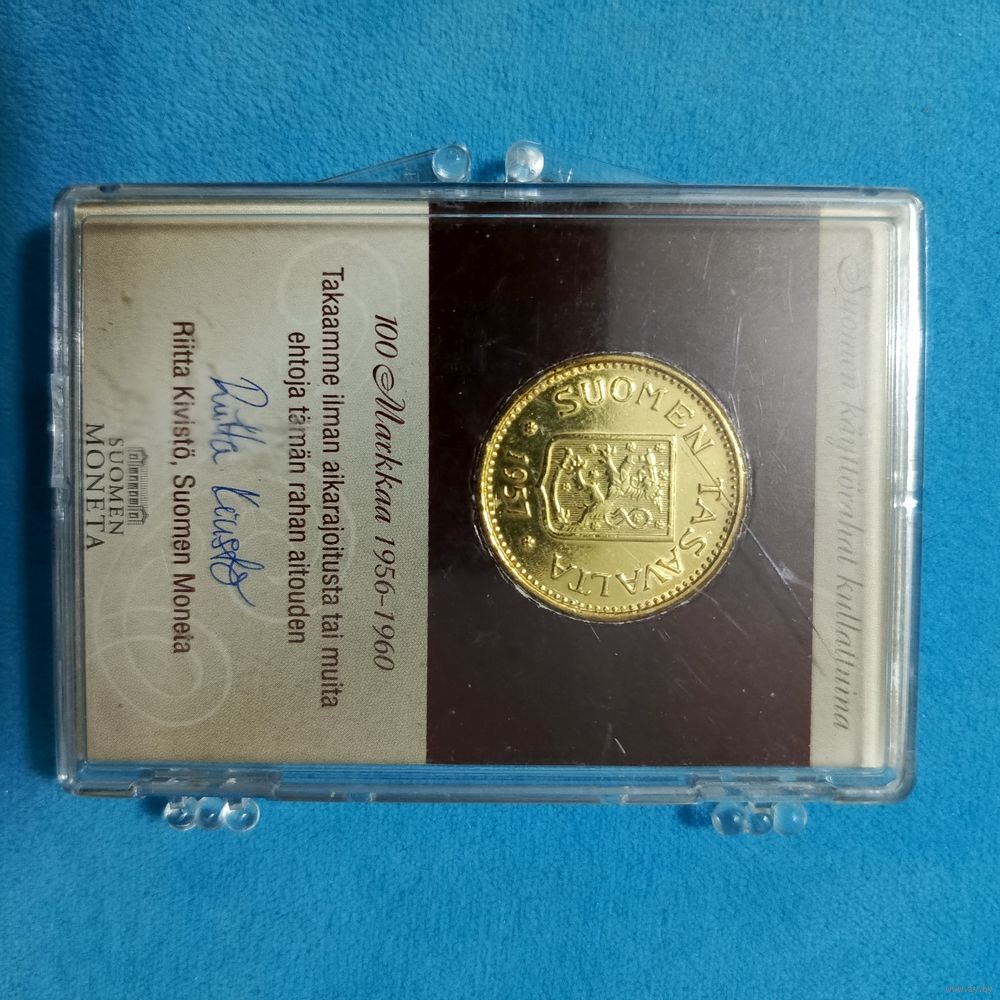 Suomen käyttörahat kullattuina
SUOMEN TASAVALTA
* 1957 *
100 Markkaa 1956–1960
Takaamme ilman aikarajoitusta tai muita
ehtoja tämän rahan aitouden
Riitta Kivistö
Riitta Kivistö, Suomen Moneta
SUOMEN
MONETA